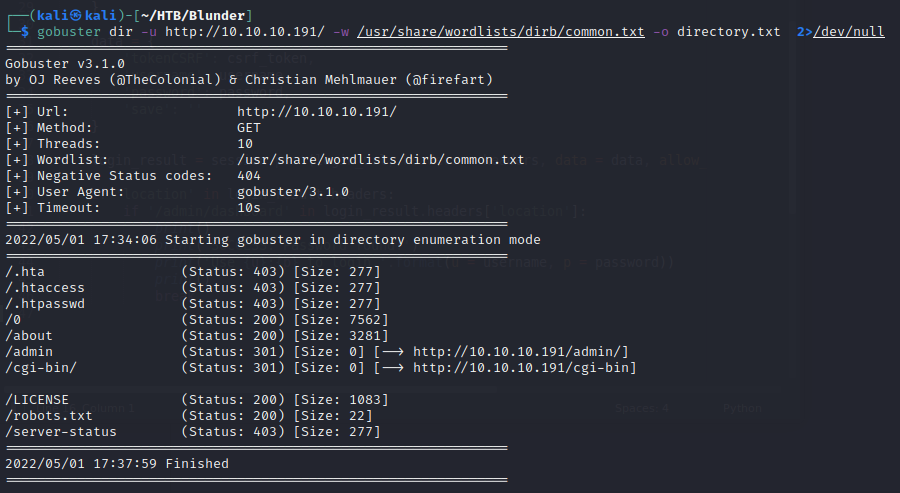 ┌──(kali㉿kali)-[~/HTB/Blunder]
└─$ gobuster dir -u http://10.10.10.191/ -w /usr/share/wordlists/dirb/common.txt -o directory.txt  2>/dev/null
===============================================================
Gobuster v3.1.0
by OJ Reeves (@TheColonial) & Christian Mehlmauer (@firefart)
===============================================================
[+] Url:                     http://10.10.10.191/
[+] Method:                  GET
[+] Threads:                 10
[+] Wordlist:                /usr/share/wordlists/dirb/common.txt
[+] Negative Status codes:   404
[+] User Agent:              gobuster/3.1.0
[+] Timeout:                 10s
===============================================================
2022/05/01 17:34:06 Starting gobuster in directory enumeration mode
===============================================================
/.hta                 (Status: 403) [Size: 277]
/.htaccess            (Status: 403) [Size: 277]
/.htpasswd            (Status: 403) [Size: 277]
/0                    (Status: 200) [Size: 7562]
/about                (Status: 200) [Size: 3281]
/admin                (Status: 301) [Size: 0] [--> http://10.10.10.191/admin/]
/cgi-bin/             (Status: 301) [Size: 0] [--> http://10.10.10.191/cgi-bin]
/LICENSE              (Status: 200) [Size: 1083]
/robots.txt           (Status: 200) [Size: 22]
/server-status        (Status: 403) [Size: 277]
===============================================================
2022/05/01 17:37:59 Finished
===============================================================